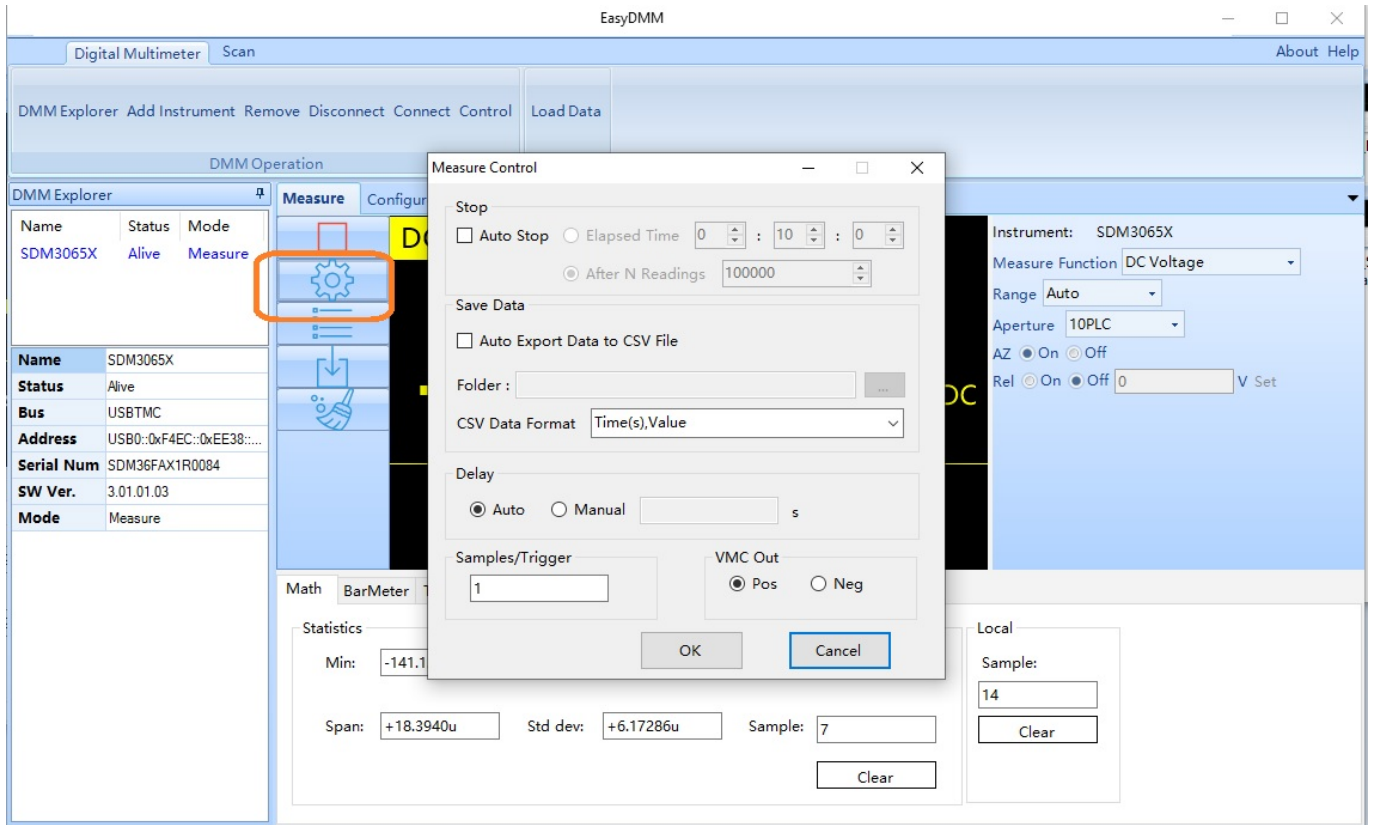 EasyDMM
Digital Multimeter Scan About Help
DMM Explorer Add Instrument Remove Disconnect Connect Control Load Data
DMM Operation
DMM Explorer
Name Status Mode
SDM3065X Alive Measure
Name SDM3065X
Status Alive
Bus USBTMC
Address USB0::0xF4EC::0xEE38::...
Serial Num SDM36FAX1R0084
SW Ver. 3.01.01.03
Mode Measure
Measure Configur
DC
DC
Measure Control
Stop
Auto Stop Elapsed Time 0 : 10 : 0
After N Readings 100000
Save Data
Auto Export Data to CSV File
Folder : ...
CSV Data Format Time(s),Value
Delay
Auto Manual s
Samples/Trigger VMC Out
1 Pos Neg
OK Cancel
Instrument: SDM3065X
Measure Function DC Voltage
Range Auto
Aperture 10PLC
AZ On Off
Rel On Off 0 V Set
Math BarMeter T
Statistics
Min: -141.1
Span: +18.3940u Std dev: +6.17286u Sample: 7
Clear
Local
Sample:
14
Clear